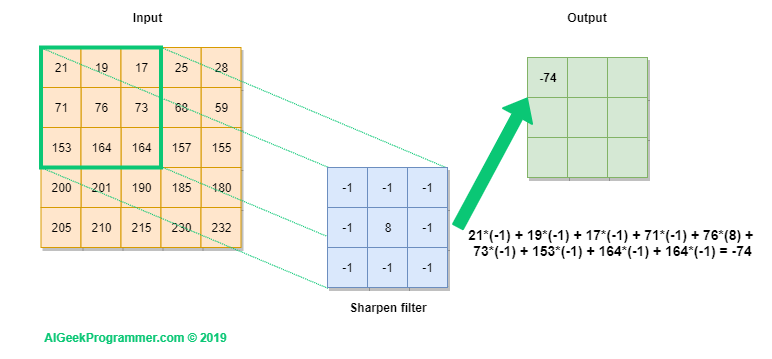 Input
Output
21 19 17 25 28
71 76 73 68 59
153 164 164 157 155
200 201 190 185 180
205 210 215 230 232
-74
-1 -1 -1
-1 8 -1
-1 -1 -1
Sharpen filter
21*(-1) + 19*(-1) + 17*(-1) + 71*(-1) + 76*(8) +
73*(-1) + 153*(-1) + 164*(-1) + 164*(-1) = -74
AIGeekProgrammer.com © 2019